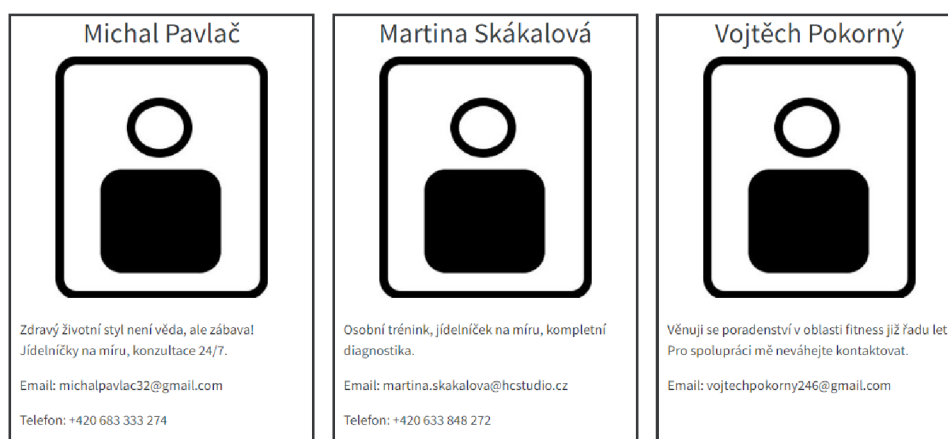 Michal Pavlač
Zdravý životní styl není věda, ale zábava!
Jídelníčky na míru, konzultace 24/7.
Email: michalpavlac32@gmail.com
Telefon: +420 683 333 274
Martina Skákalová
Osobní trénink, jídelníček na míru, kompletní
diagnostika.
Email: martina.skakalova@hcstudio.cz
Telefon: +420 633 848 272
Vojtěch Pokorný
Věnuji se poradenství v oblasti fitness již řadu let
Pro spolupráci mě neváhejte kontaktovat.
Email: vojtechpokorny246@gmail.com